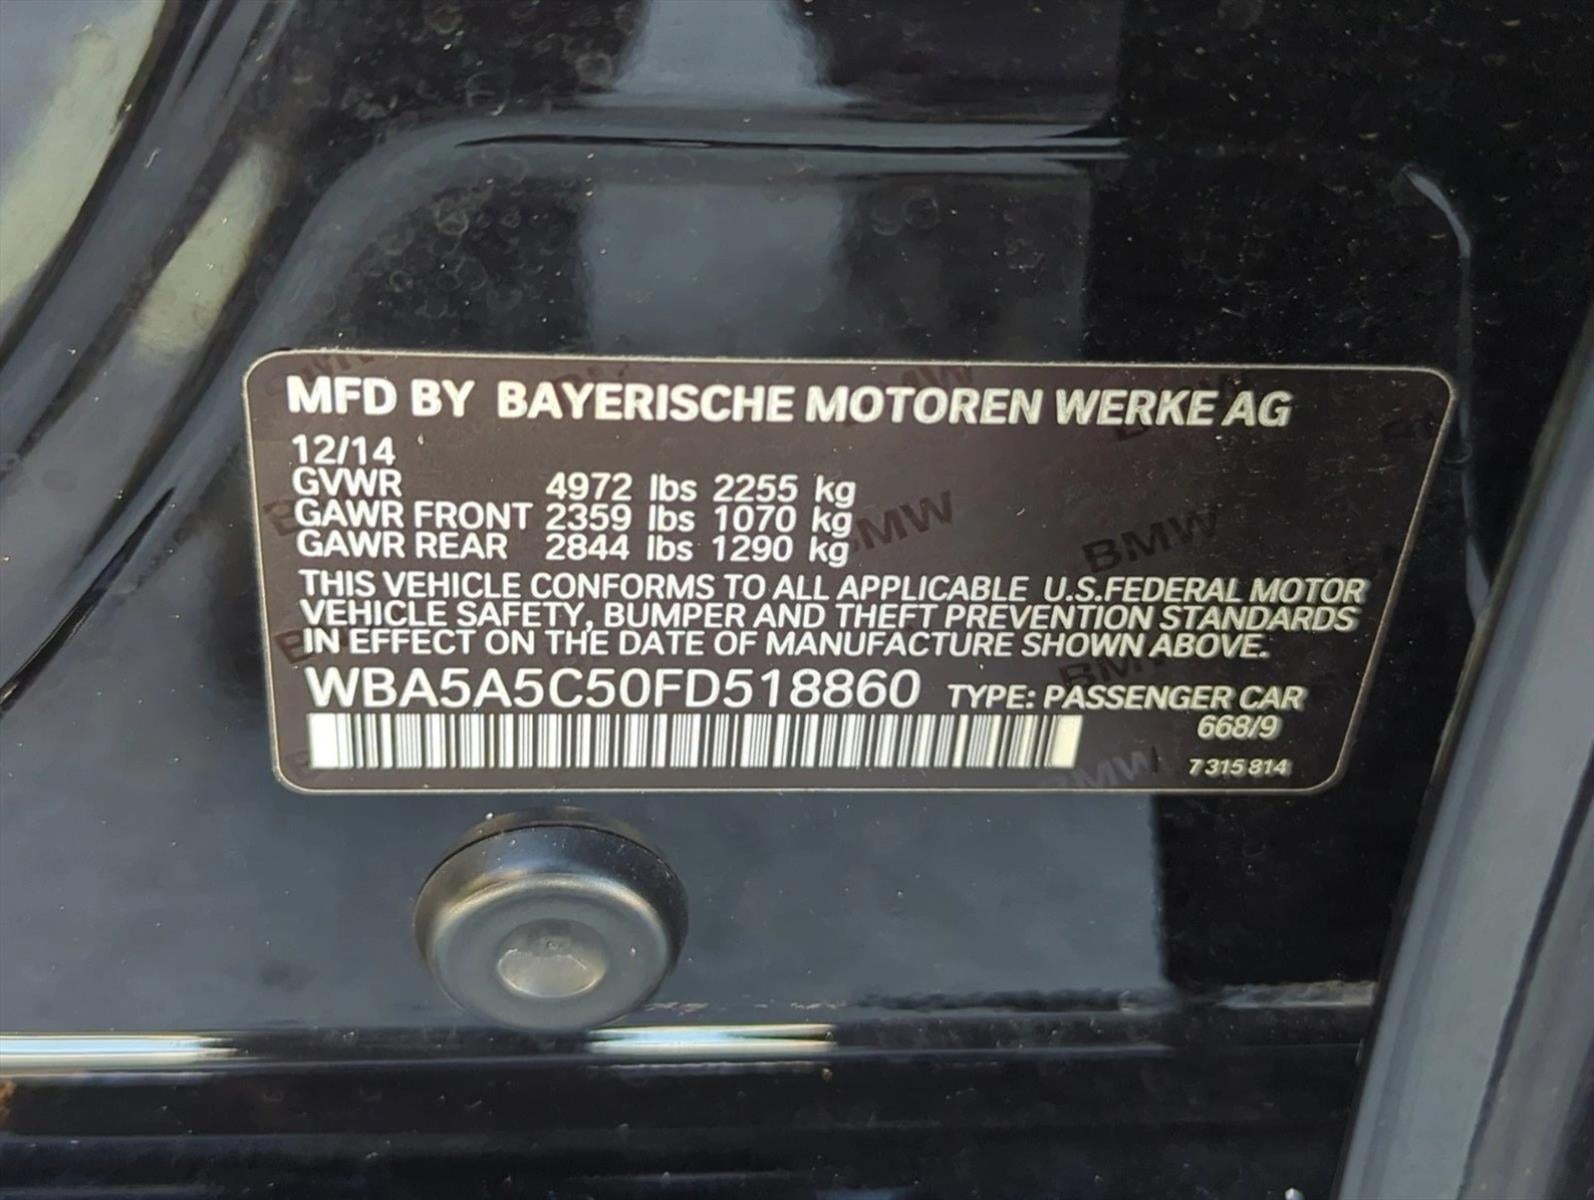 MFD BY BAYERISCHE MOTOREN WERKE AG
12/14
GVWR 4972 lbs 2255 kg
GAWR FRONT 2359 lbs 1070 kg
GAWR REAR 2844 lbs 1290 kg
THIS VEHICLE CONFORMS TO ALL APPLICABLE U.S.FEDERAL MOTOR
VEHICLE SAFETY, BUMPER AND THEFT PREVENTION STANDARDS
IN EFFECT ON THE DATE OF MANUFACTURE SHOWN ABOVE.
WBA5A5C50FD518860 TYPE: PASSENGER CAR
668/9
7 315 814